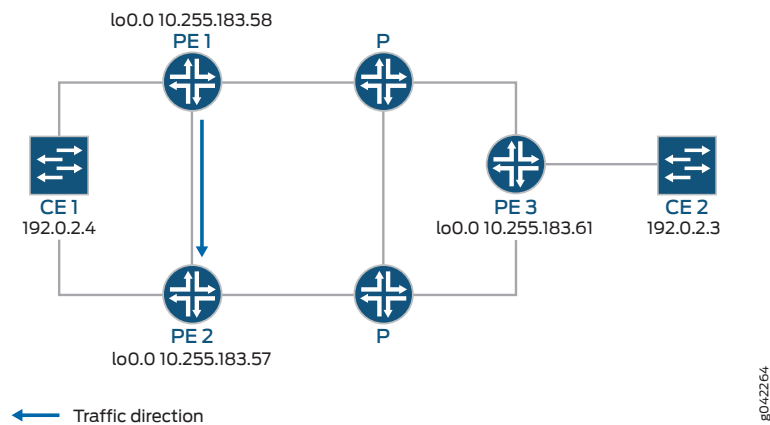 lo0.0 10.255.183.58
PE 1
P
CE 1
192.0.2.4
PE 3
lo0.0 10.255.183.61
CE 2
192.0.2.3
PE 2
lo0.0 10.255.183.57
P
Traffic direction
g042264